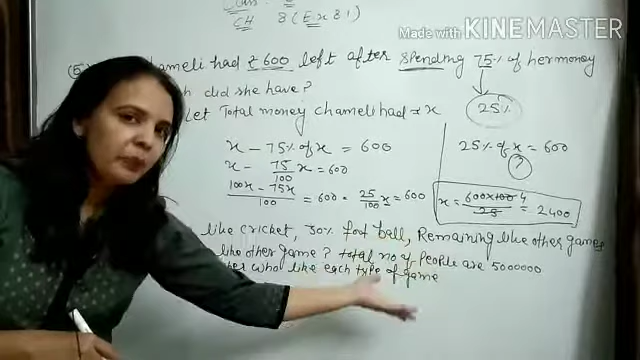 CH 8 (Ex 8.1)
Made with KINEMASTER
(5) Chameli had ₹ 600 left after spending 75% of her money
did she have?
25%
Let Total money chameli had = x
x - 75% of x = 600
25% of x = 600
?
x - 75/100 x = 600
100x - 75x / 100 = 600 = 25/100 x = 600
x = 600x100 4 / 25 = 2400
like cricket, 30% foot ball, Remaining like other games
like other game? total no of People are 5000000
who like each type of game